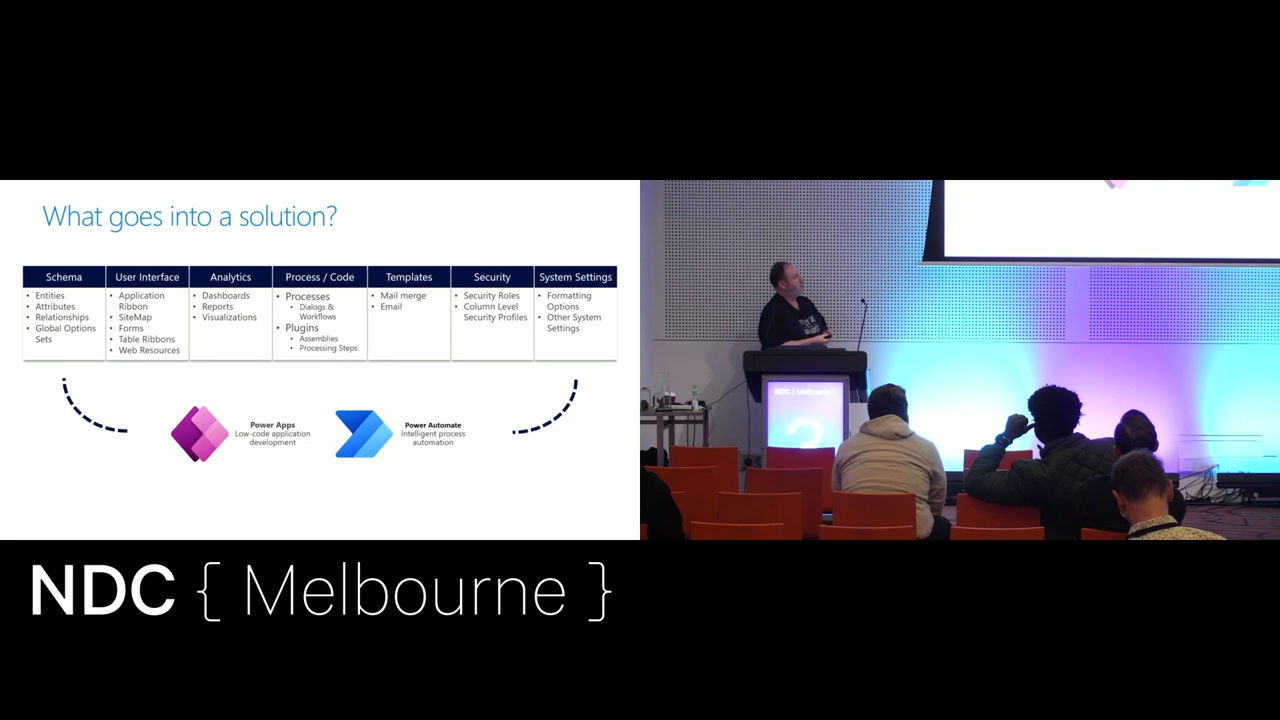 What goes into a solution?
Schema
• Entities
• Attributes
• Relationships
• Global Options
Sets
User Interface
• Application
Ribbon
• SiteMap
• Forms
• Table Ribbons
• Web Resources
Analytics
• Dashboards
• Reports
• Visualizations
Process / Code
• Processes
• Dialogs &
Workflows
• Plugins
• Assemblies
• Processing Steps
Templates
• Mail merge
• Email
Security
• Security Roles
• Column Level
Security Profiles
System Settings
• Formatting
Options
• Other System
Settings
Power Apps
Low-code application
development
Power Automate
Intelligent process
automation
NDC { Melbourne }
3
NDC { Melbourne }